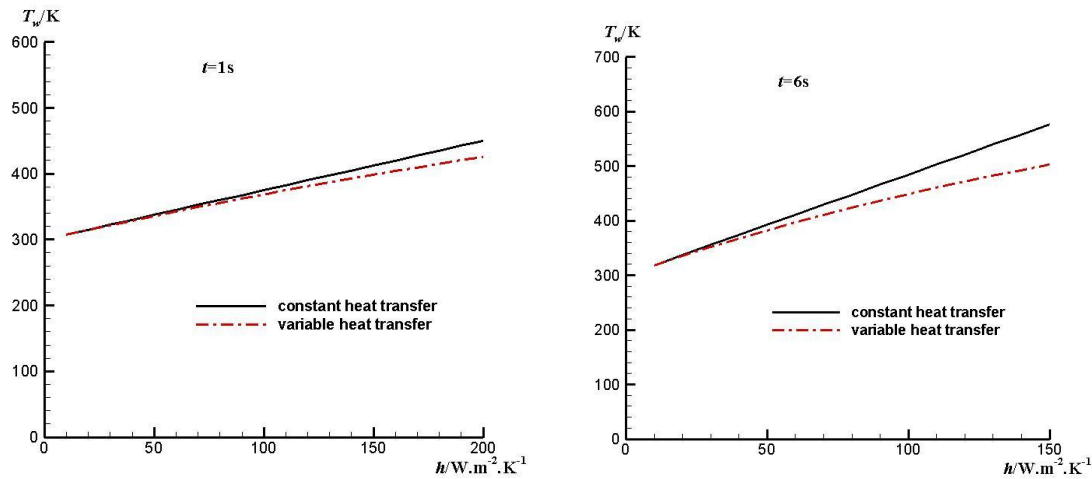 T_w/K
600
500
400
300
200
100
0
t=1s
constant heat transfer
variable heat transfer
0
50
100
150
200
h/W.m⁻².K⁻¹
T_w/K
700
600
500
400
300
200
100
0
t=6s
constant heat transfer
variable heat transfer
0
50
100
150
h/W.m⁻².K⁻¹